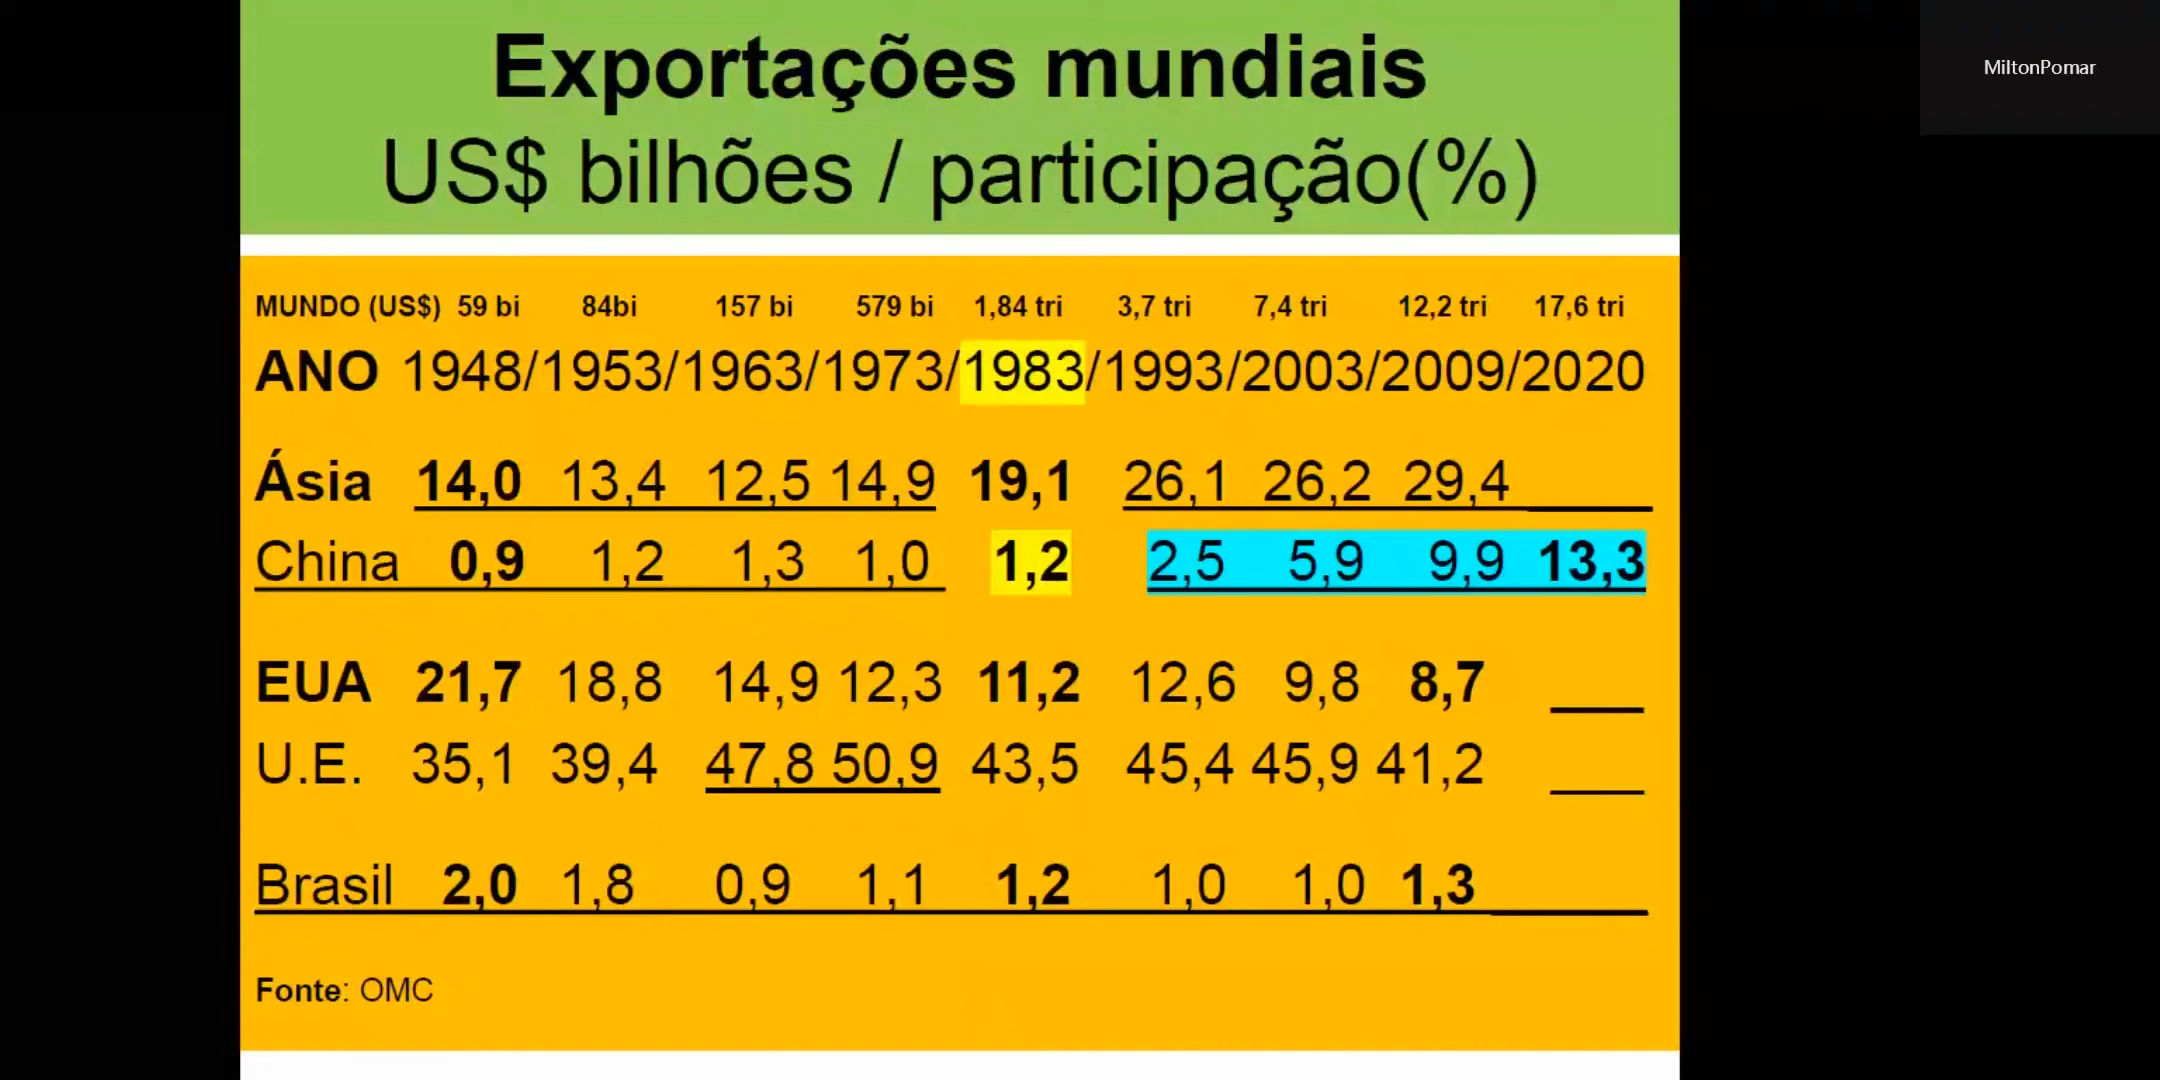 Exportações mundiais
US$ bilhões / participação(%)
MiltonPomar
MUNDO (US$) 59 bi 84bi 157 bi 579 bi 1,84 tri 3,7 tri 7,4 tri 12,2 tri 17,6 tri
ANO 1948/1953/1963/1973/1983/1993/2003/2009/2020
Ásia 14,0 13,4 12,5 14,9 19,1 26,1 26,2 29,4
China 0,9 1,2 1,3 1,0 1,2 2,5 5,9 9,9 13,3
EUA 21,7 18,8 14,9 12,3 11,2 12,6 9,8 8,7
U.E. 35,1 39,4 47,8 50,9 43,5 45,4 45,9 41,2
Brasil 2,0 1,8 0,9 1,1 1,2 1,0 1,0 1,3
Fonte: OMC